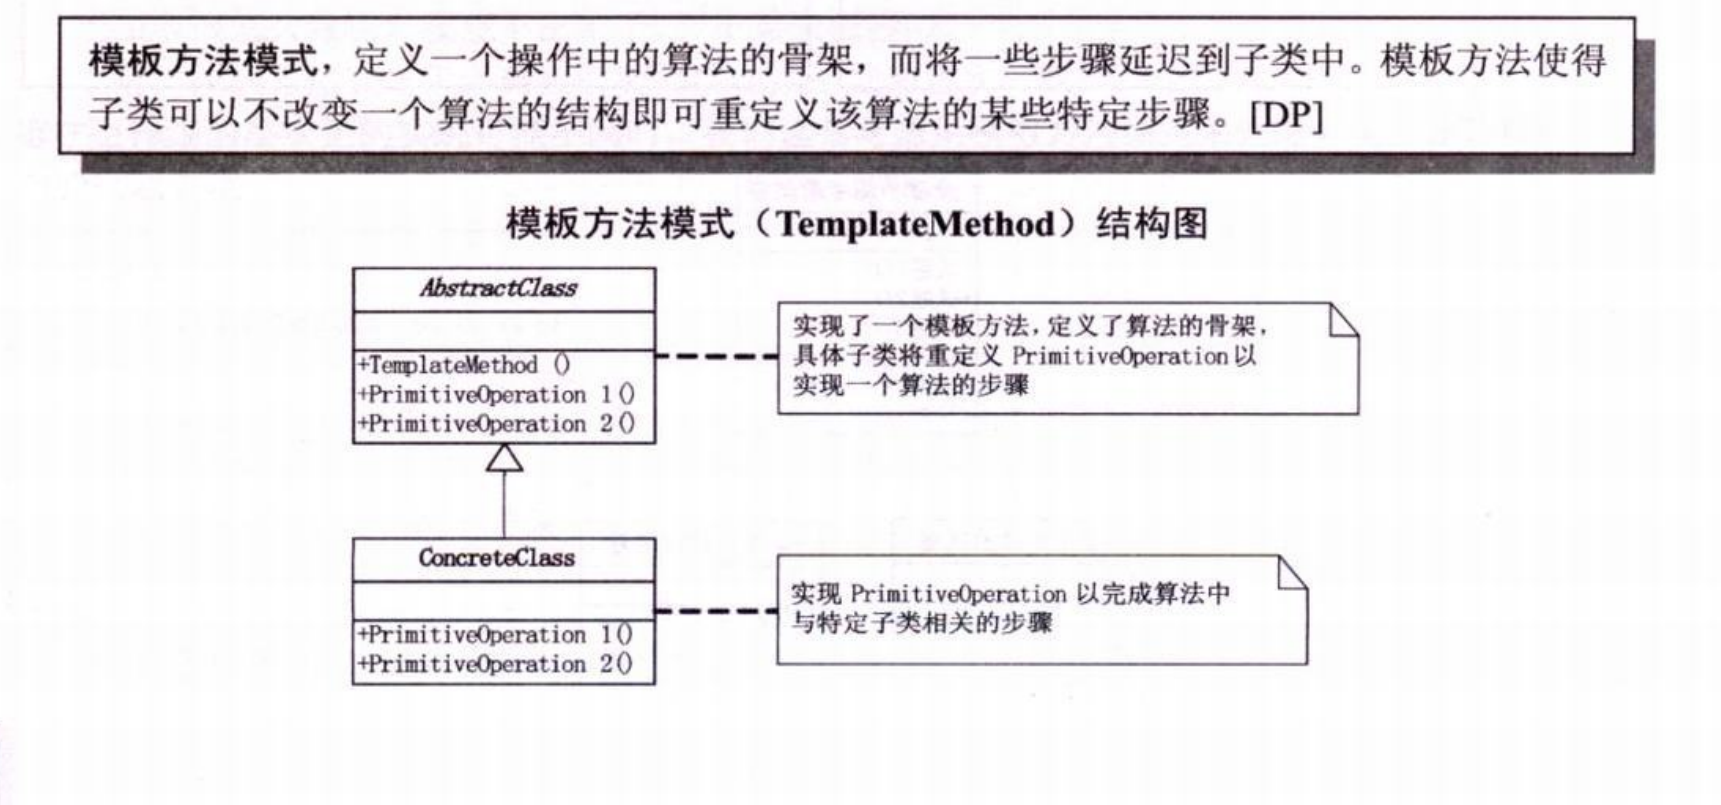 模板方法模式，定义一个操作中的算法的骨架，而将一些步骤延迟到子类中。模板方法使得
子类可以不改变一个算法的结构即可重定义该算法的某些特定步骤。[DP]
模板方法模式（TemplateMethod）结构图
AbstractClass
+TemplateMethod ()
+PrimitiveOperation 1()
+PrimitiveOperation 2()
实现了一个模板方法，定义了算法的骨架，
具体子类将重定义 PrimitiveOperation 以
实现一个算法的步骤
ConcreteClass
+PrimitiveOperation 1()
+PrimitiveOperation 2()
实现 PrimitiveOperation 以完成算法中
与特定子类相关的步骤